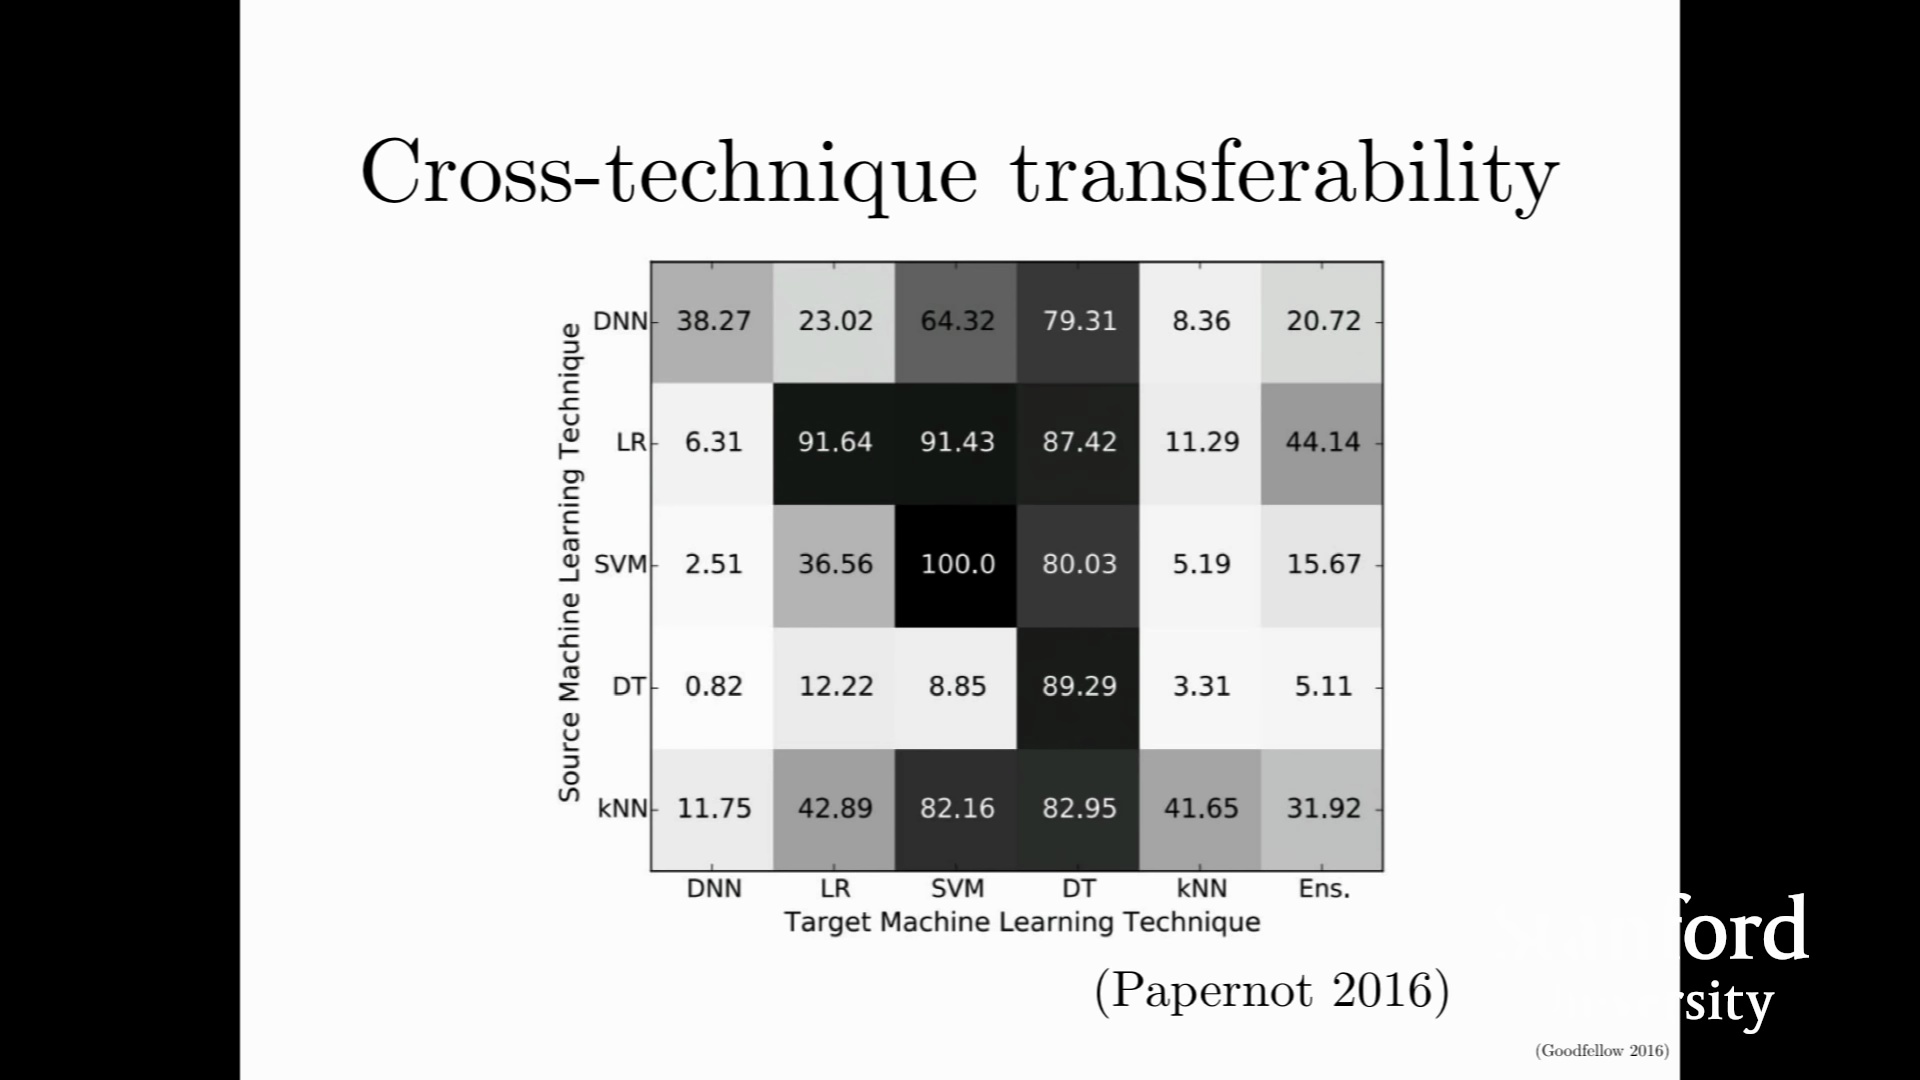 Cross-technique transferability
Source Machine Learning Technique
DNN 38.27 23.02 64.32 79.31 8.36 20.72
LR 6.31 91.64 91.43 87.42 11.29 44.14
SVM 2.51 36.56 100.0 80.03 5.19 15.67
DT 0.82 12.22 8.85 89.29 3.31 5.11
kNN 11.75 42.89 82.16 82.95 41.65 31.92
DNN LR SVM DT kNN Ens.
Target Machine Learning Technique
(Papernot 2016)
ford
sity
(Goodfellow 2016)